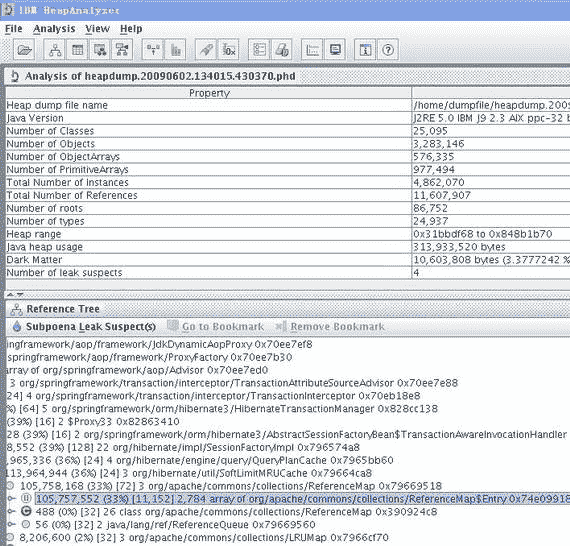 IBM HeapAnalyzer
File Analysis View Help
Analysis of heapdump.20090602.134015.430370.phd
Property
Heap dump file name /home/dumpfile/heapdump.200
Java Version J2RE 5.0 IBM J9 2.3 AIX ppc-32 b
Number of Classes 25,095
Number of Objects 3,283,146
Number of ObjectArrays 576,335
Number of PrimitiveArrays 977,494
Total Number of Instances 4,862,070
Total Number of References 11,607,907
Number of roots 86,752
Number of types 24,937
Heap range 0x31bbdf68 to 0x848b1b70
Java heap usage 313,933,520 bytes
Dark Matter 10,603,808 bytes (3.3777242 %
Number of leak suspects 4
Reference Tree
Subpoena Leak Suspect(s) Go to Bookmark Remove Bookmark
ingframework/aop/framework/JdkDynamicAopProxy 0x70ee7ef8
springframework/aop/framework/ProxyFactory 0x70ee7b30
array of org/springframework/aop/Advisor 0x70ee7ed0
3 org/springframework/transaction/interceptor/TransactionAttributeSourceAdvisor 0x70ee7e88
[24] 4 org/springframework/transaction/interceptor/TransactionInterceptor 0x70eb18e8
%) [64] 5 org/springframework/orm/hibernate3/HibernateTransactionManager 0x828cc138
(39%) [16] 2 $Proxy33 0x82863410
28 (39%) [16] 2 org/springframework/orm/hibernate3/AbstractSessionFactoryBean$TransactionAwareInvocationHandler
8,552 (39%) [128] 22 org/hibernate/impl/SessionFactoryImpl 0x796574a8
,965,336 (36%) [24] 4 org/hibernate/engine/query/QueryPlanCache 0x7965bb60
113,964,944 (36%) [24] 3 org/hibernate/util/SoftLimitMRUCache 0x79664ca8
105,758,168 (33%) [72] 3 org/apache/commons/collections/ReferenceMap 0x79669518
105,757,552 (33%) [11,152] 2,784 array of org/apache/commons/collections/ReferenceMap$Entry 0x74e09918
488 (0%) [32] 26 class org/apache/commons/collections/ReferenceMap 0x390924c8
56 (0%) [32] 2 java/lang/ref/ReferenceQueue 0x79669560
8,206,600 (2%) [32] 3 org/apache/commons/collections/LRUMap 0x7966cf70